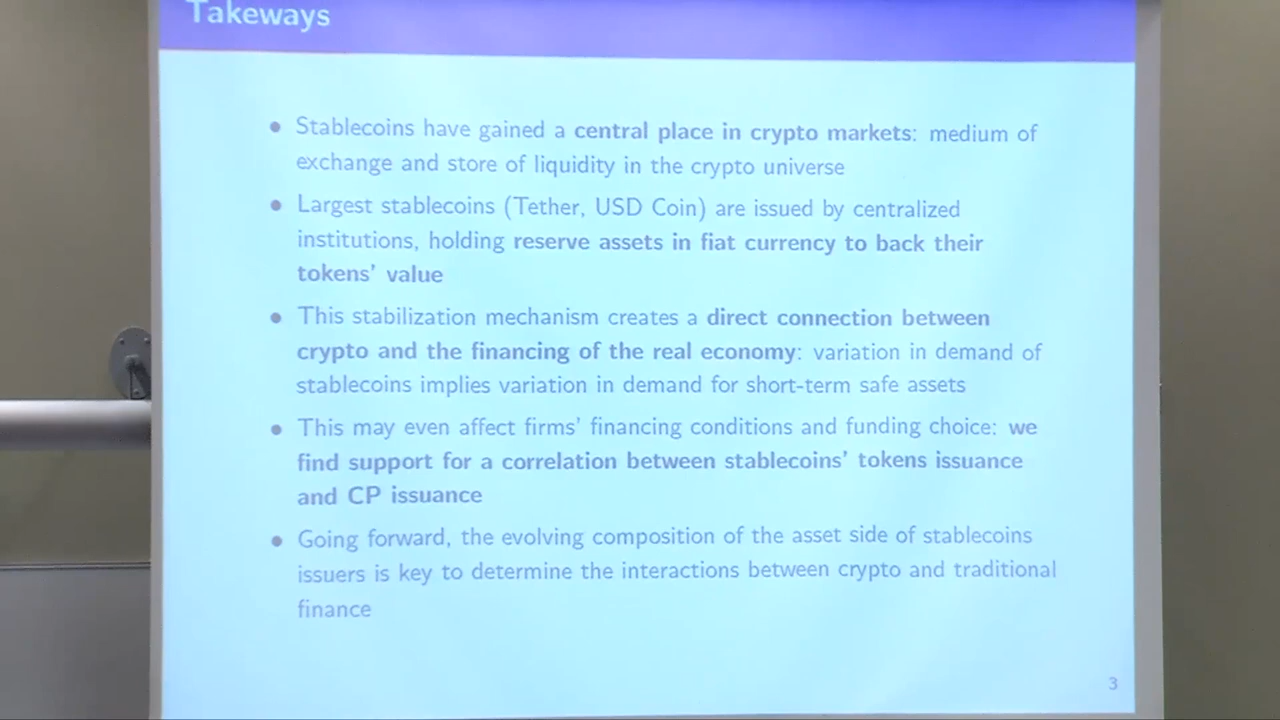 Takeways
• Stablecoins have gained a central place in crypto markets: medium of
exchange and store of liquidity in the crypto universe
• Largest stablecoins (Tether, USD Coin) are issued by centralized
institutions, holding reserve assets in fiat currency to back their
tokens' value
• This stabilization mechanism creates a direct connection between
crypto and the financing of the real economy: variation in demand of
stablecoins implies variation in demand for short-term safe assets
• This may even affect firms' financing conditions and funding choice: we
find support for a correlation between stablecoins' tokens issuance
and CP issuance
• Going forward, the evolving composition of the asset side of stablecoins
issuers is key to determine the interactions between crypto and traditional
finance
3